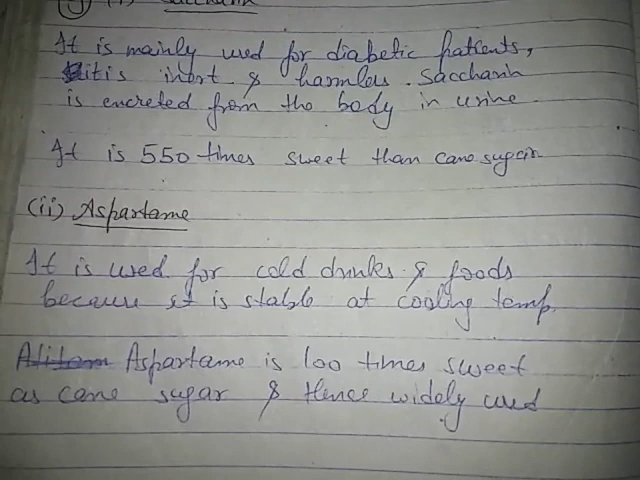 (i) Saccharin
It is mainly used for diabetic patients,
it is inert & harmless. Saccharin
is encreted from the body in urine
It is 550 times sweet than cane sugar
(ii) Aspartame
It is used for cold drinks & foods
because it is stable at cooling temp.
Alitam Aspartame is 100 times sweet
as cane sugar & Hence widely used